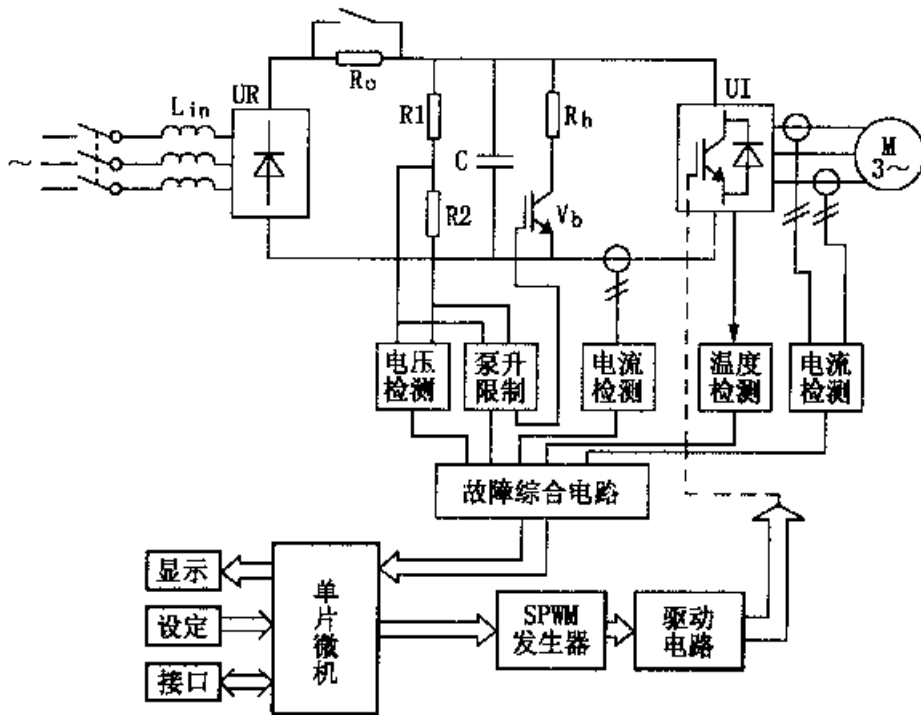 R₀
UR
UI
Lin
R1
Rb
M
3~
~
C
R2
Vb
电压
检测
泵升
限制
电流
检测
温度
检测
电流
检测
故障综合电路
显示
设定
接口
单
片
微
机
SPWM
发生器
驱动
电路